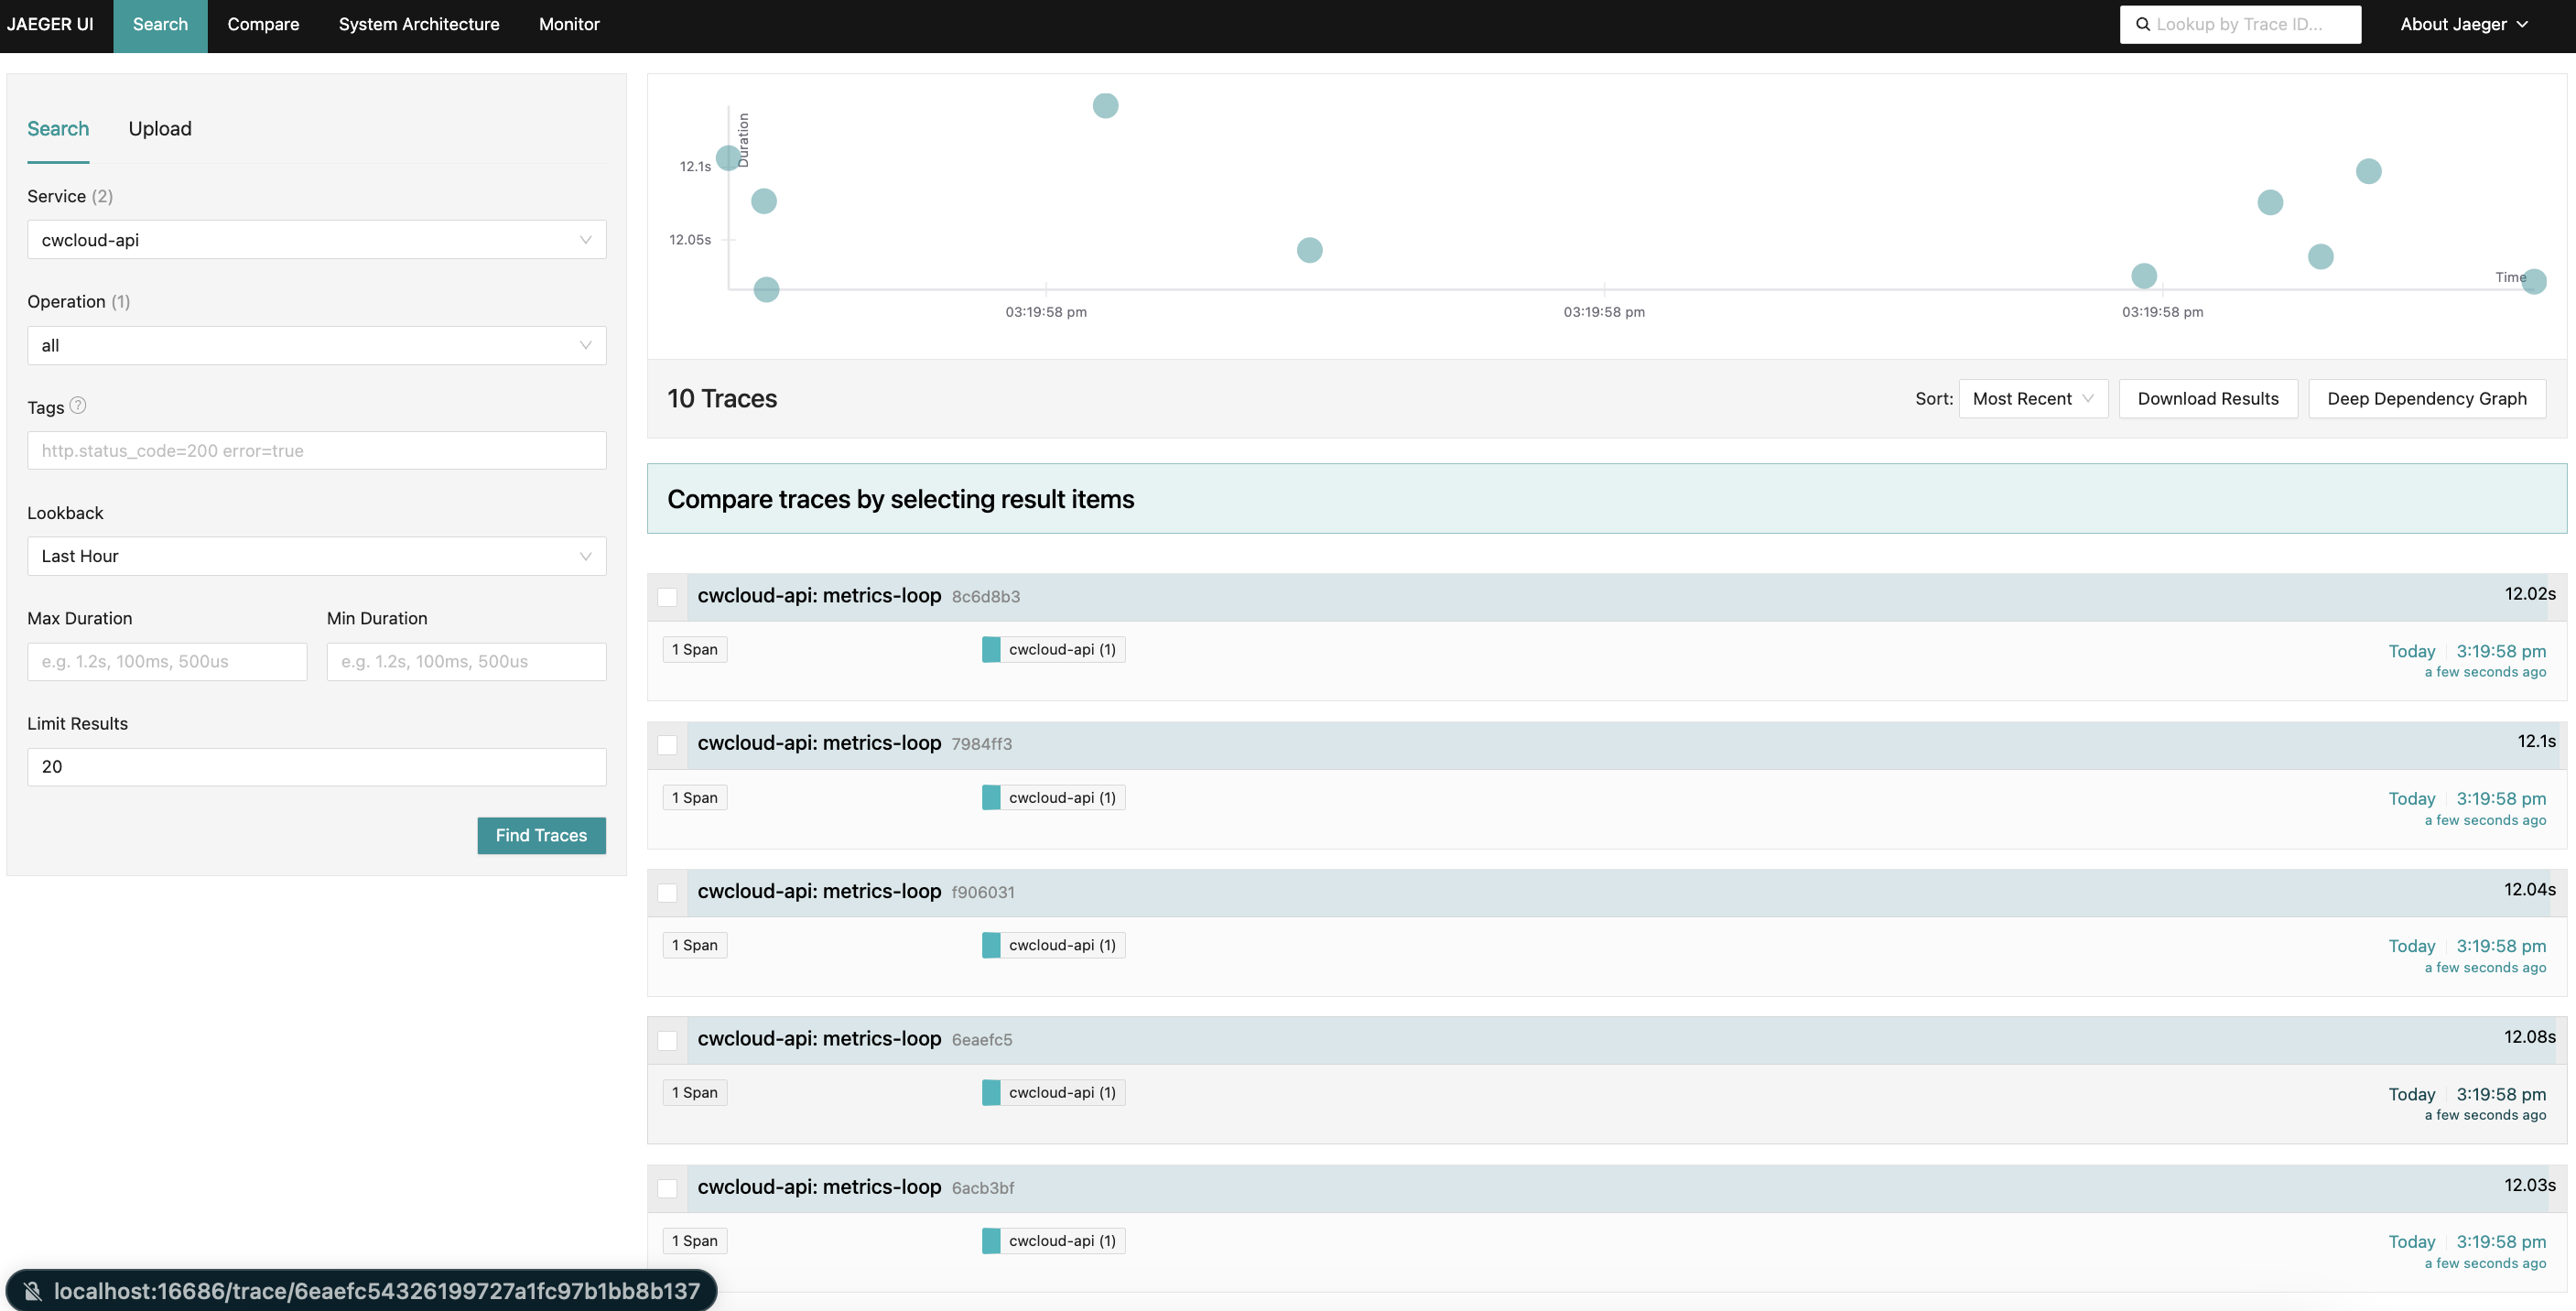 JAEGER UI Search Compare System Architecture Monitor Lookup by Trace ID... About Jaeger
Search Upload
Service (2)
cwcloud-api
Operation (1)
all
Tags ?
http.status_code=200 error=true
Lookback
Last Hour
Max Duration Min Duration
e.g. 1.2s, 100ms, 500us e.g. 1.2s, 100ms, 500us
Limit Results
20
Find Traces
Duration
12.1s
12.05s
Time
03:19:58 pm 03:19:58 pm 03:19:58 pm
10 Traces Sort: Most Recent Download Results Deep Dependency Graph
Compare traces by selecting result items
cwcloud-api: metrics-loop 8c6d8b3 12.02s
1 Span cwcloud-api (1) Today 3:19:58 pm
a few seconds ago
cwcloud-api: metrics-loop 7984ff3 12.1s
1 Span cwcloud-api (1) Today 3:19:58 pm
a few seconds ago
cwcloud-api: metrics-loop f906031 12.04s
1 Span cwcloud-api (1) Today 3:19:58 pm
a few seconds ago
cwcloud-api: metrics-loop 6eaefc5 12.08s
1 Span cwcloud-api (1) Today 3:19:58 pm
a few seconds ago
cwcloud-api: metrics-loop 6acb3bf 12.03s
1 Span cwcloud-api (1) Today 3:19:58 pm
a few seconds ago
localhost:16686/trace/6eaefc54326199727a1fc97b1bb8b137